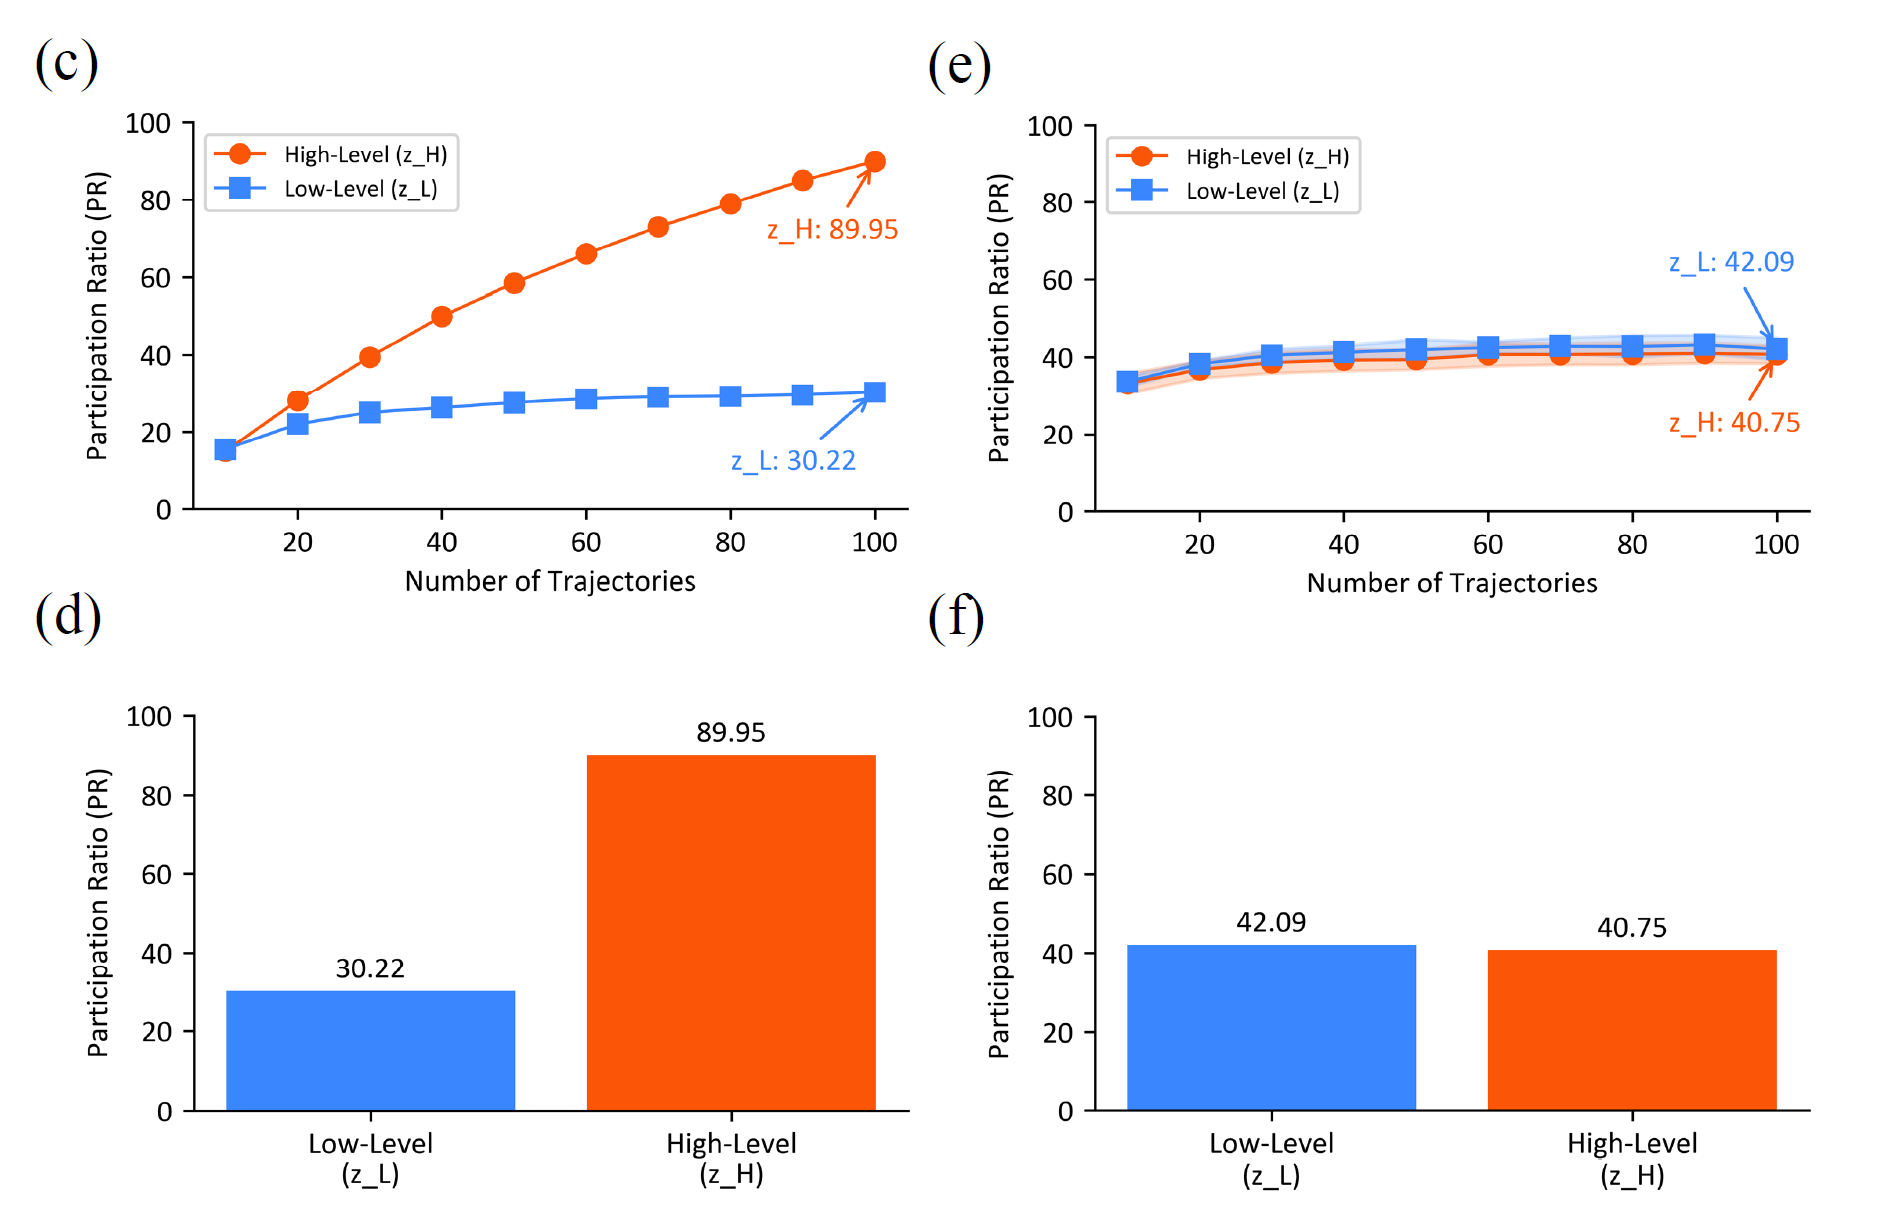 (c)
100
80
60
40
20
0
Participation Ratio (PR)
High-Level (z_H)
Low-Level (z_L)
z_H: 89.95
z_L: 30.22
20 40 60 80 100
Number of Trajectories
(e)
100
80
60
40
20
0
Participation Ratio (PR)
High-Level (z_H)
Low-Level (z_L)
z_L: 42.09
z_H: 40.75
20 40 60 80 100
Number of Trajectories
(d)
100
80
60
40
20
0
Participation Ratio (PR)
89.95
30.22
Low-Level
(z_L)
High-Level
(z_H)
(f)
100
80
60
40
20
0
Participation Ratio (PR)
42.09
40.75
Low-Level
(z_L)
High-Level
(z_H)